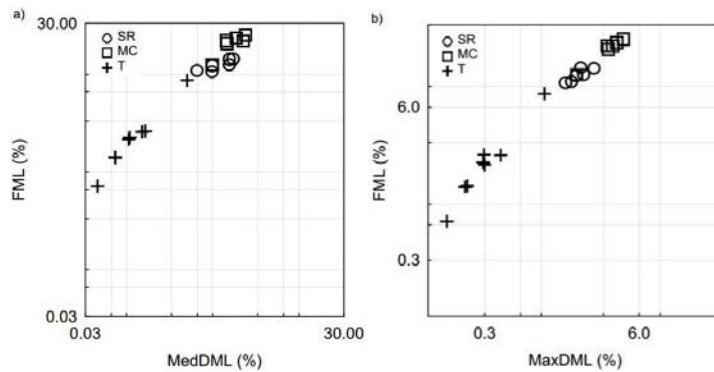 a)
30.00
SR
MC
T
FML (%)
0.03
0.03
30.00
MedDML (%)
b)
SR
MC
T
6.0
FML (%)
0.3
0.3
6.0
MaxDML (%)